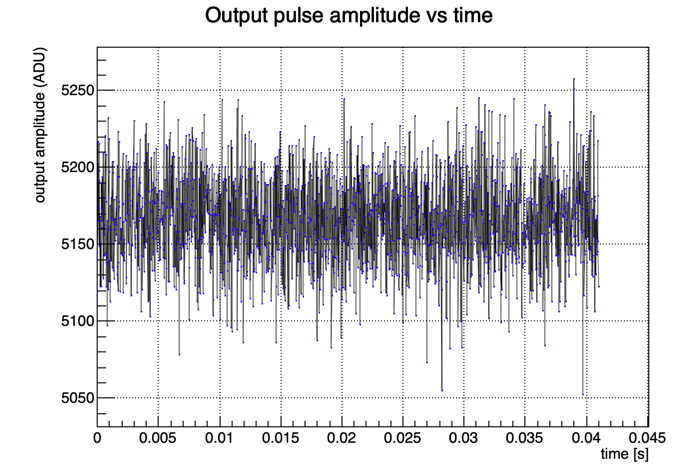 Output pulse amplitude vs time
output amplitude (ADU)
5250
5200
5150
5100
5050
0 0.005 0.01 0.015 0.02 0.025 0.03 0.035 0.04 0.045
time [s]